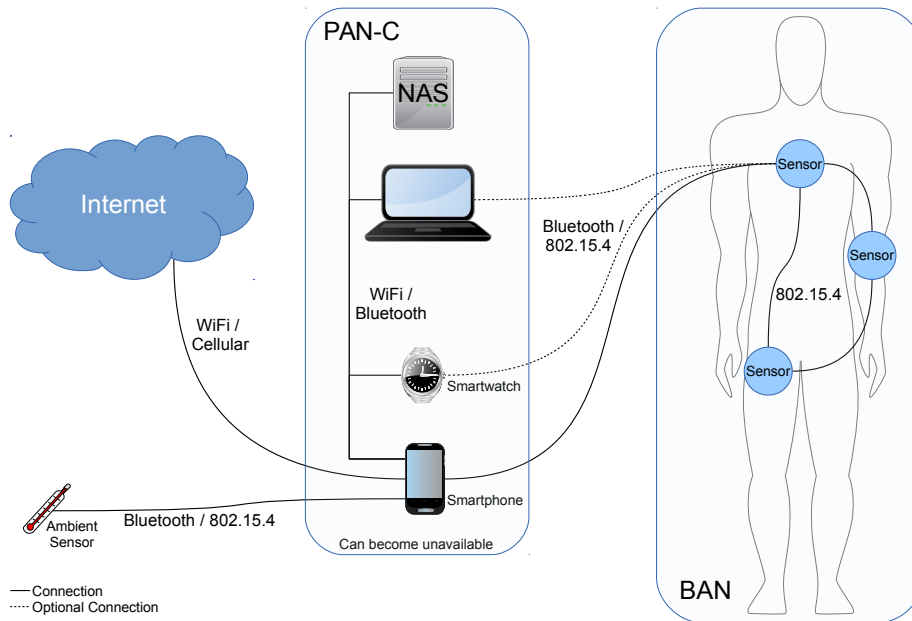 PAN-C
NAS
Internet
Sensor
Bluetooth /
802.15.4
Sensor
WiFi /
Bluetooth
802.15.4
WiFi /
Cellular
Sensor
Smartwatch
Smartphone
Ambient
Sensor
Bluetooth / 802.15.4
Can become unavailable
BAN
Connection
Optional Connection